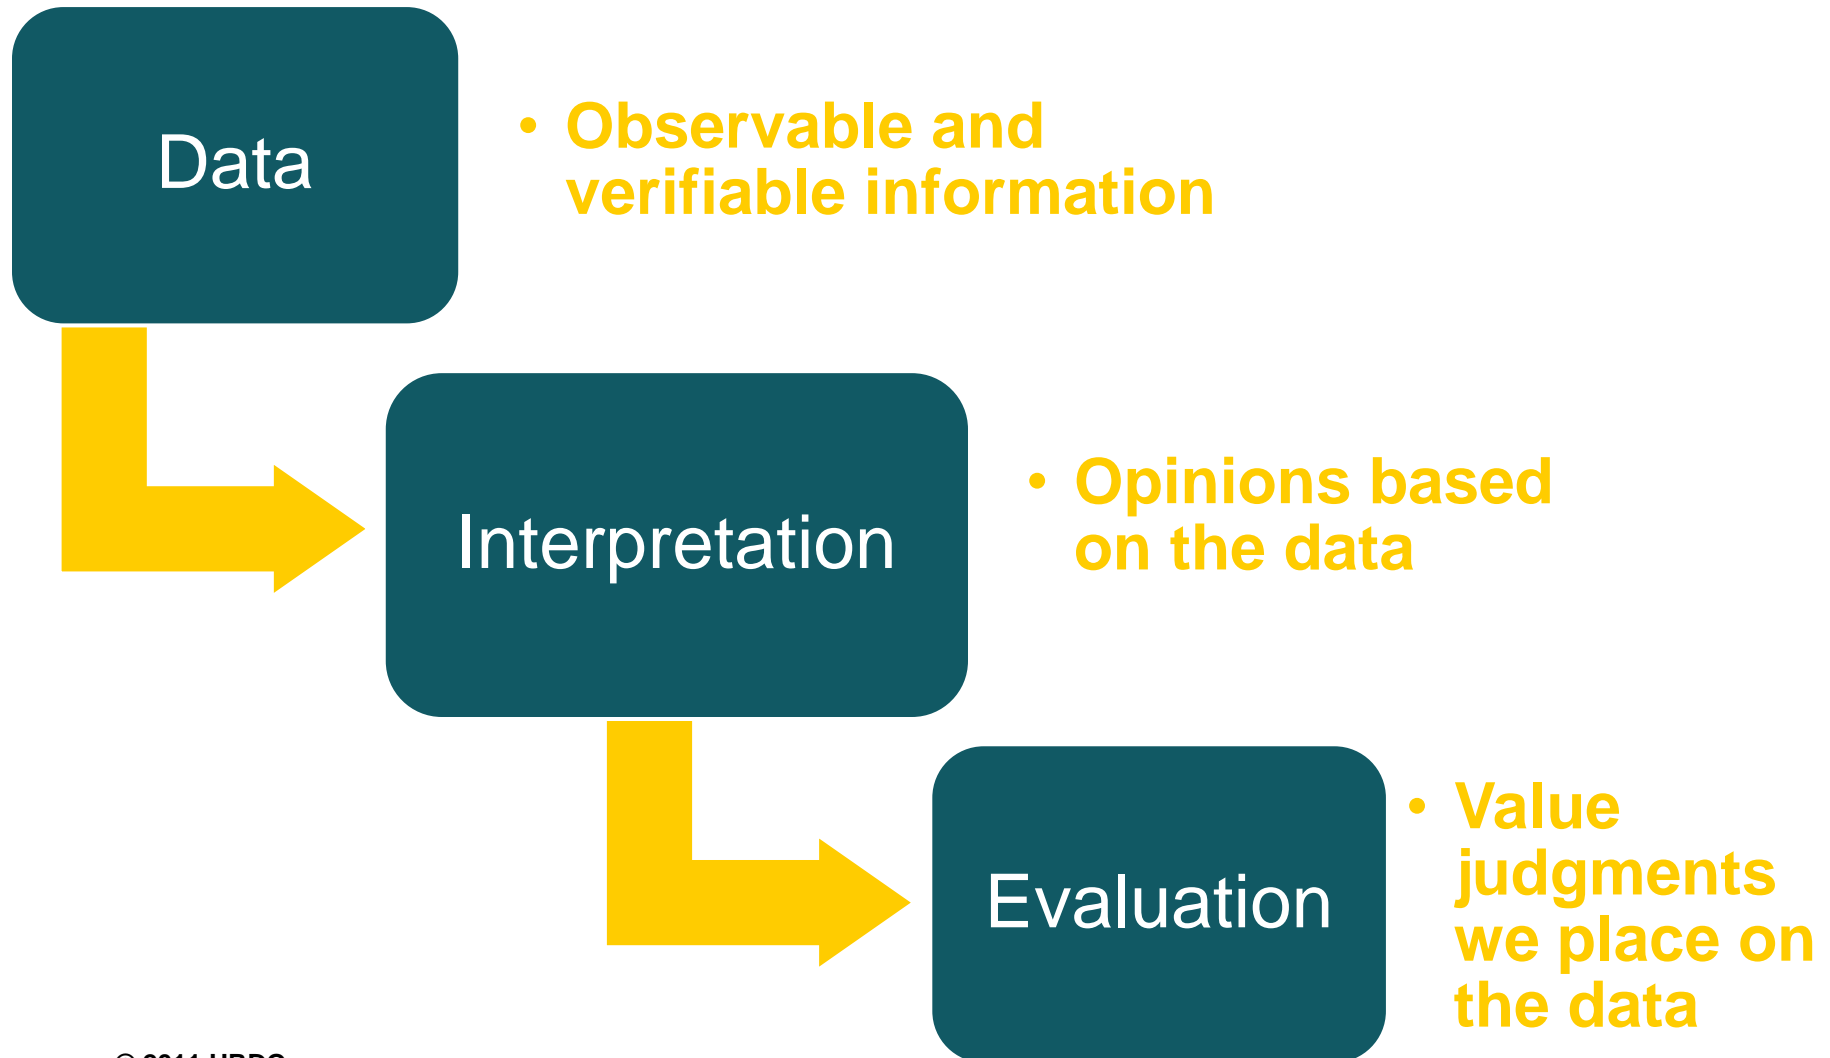 Data
• Observable and
verifiable information
Interpretation
• Opinions based
on the data
Evaluation
• Value
judgments
we place on
the data
© 2011